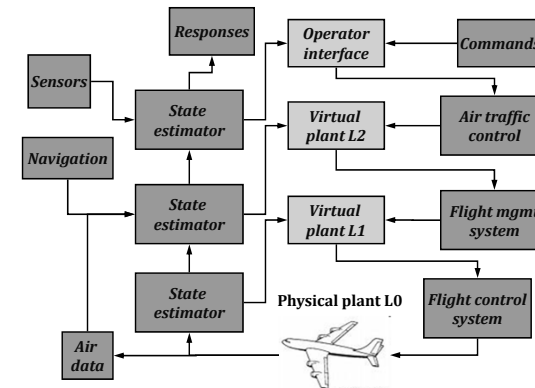 Responses
Operator
interface
Commands
Sensors
State
estimator
Virtual
plant L2
Air traffic
control
Navigation
State
estimator
Virtual
plant L1
Flight mgmt
system
State
estimator
Physical plant L0
Flight control
system
Air
data